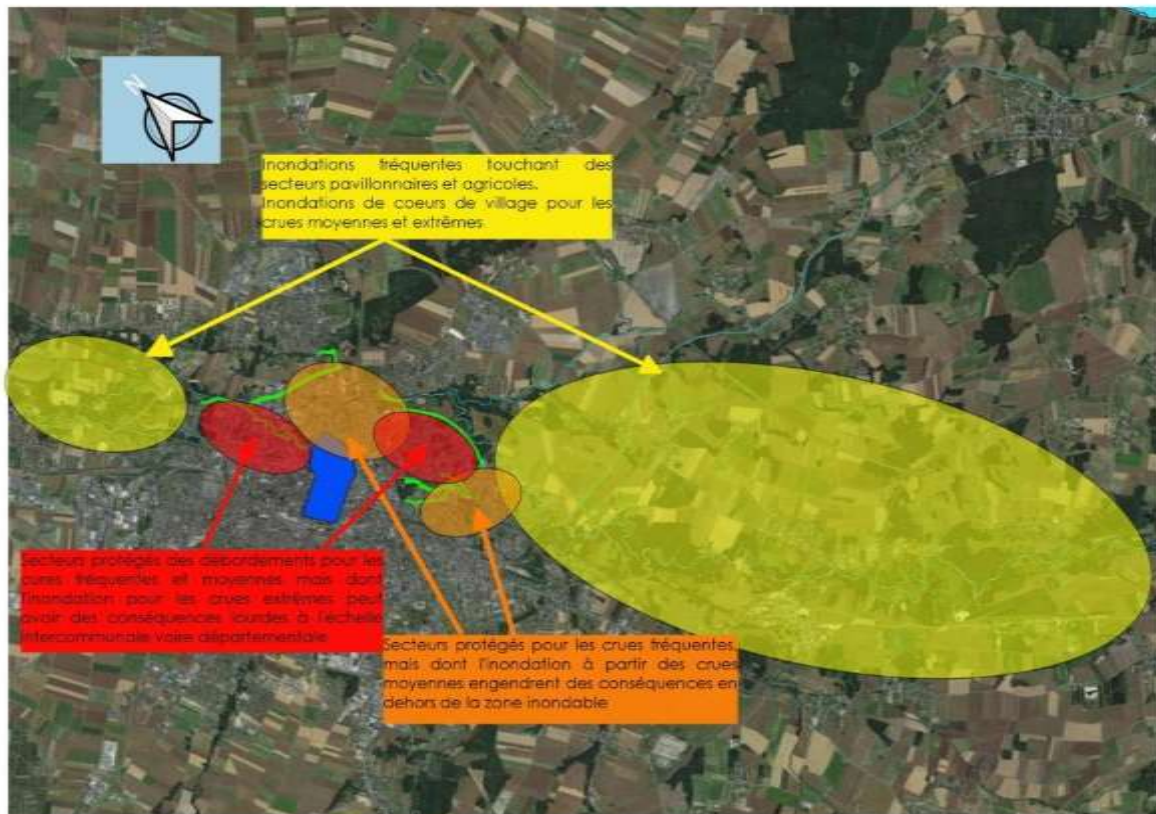 N
Inondations fréquentes touchant des
secteurs pavillonnaires et agricoles.
Inondations de coeurs de village pour les
crues moyennes et extrêmes.
Secteurs protégés des débordements pour les
cures fréquentes et moyennes mais dont
l'inondation pour les crues extrêmes peut
avoir des conséquences lourdes à l'échelle
intercommunale voire départementale
Secteurs protégés pour les crues fréquentes,
mais dont l'inondation à partir des crues
moyennes engendrent des conséquences en
dehors de la zone inondable